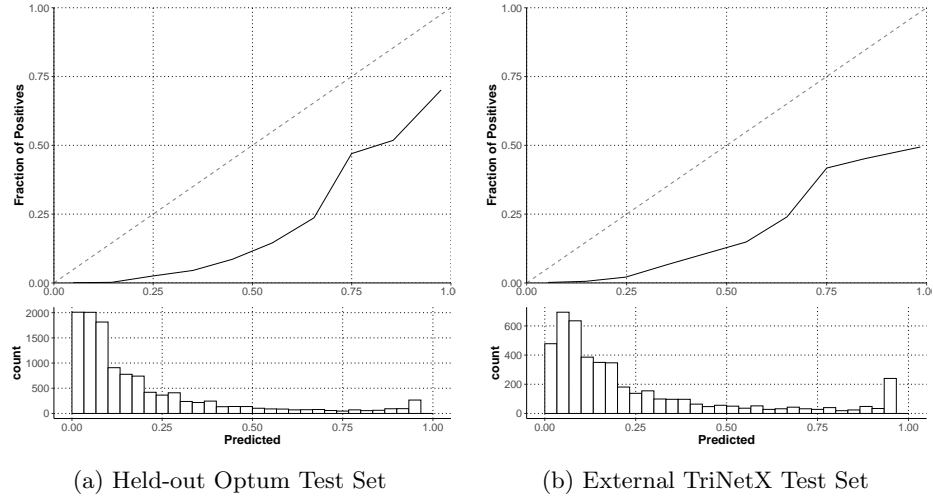 1.00
0.75
0.50
0.25
0.00
Fraction of Positives
0.00 0.25 0.50 0.75 1.0
2000
1500
1000
500
0
count
0.00 0.25 0.50 0.75 1.00
Predicted
(a) Held-out Optum Test Set
1.00
0.75
0.50
0.25
0.00
Fraction of Positives
0.00 0.25 0.50 0.75 1.0
600
400
200
0
count
0.00 0.25 0.50 0.75 1.00
Predicted
(b) External TriNetX Test Set